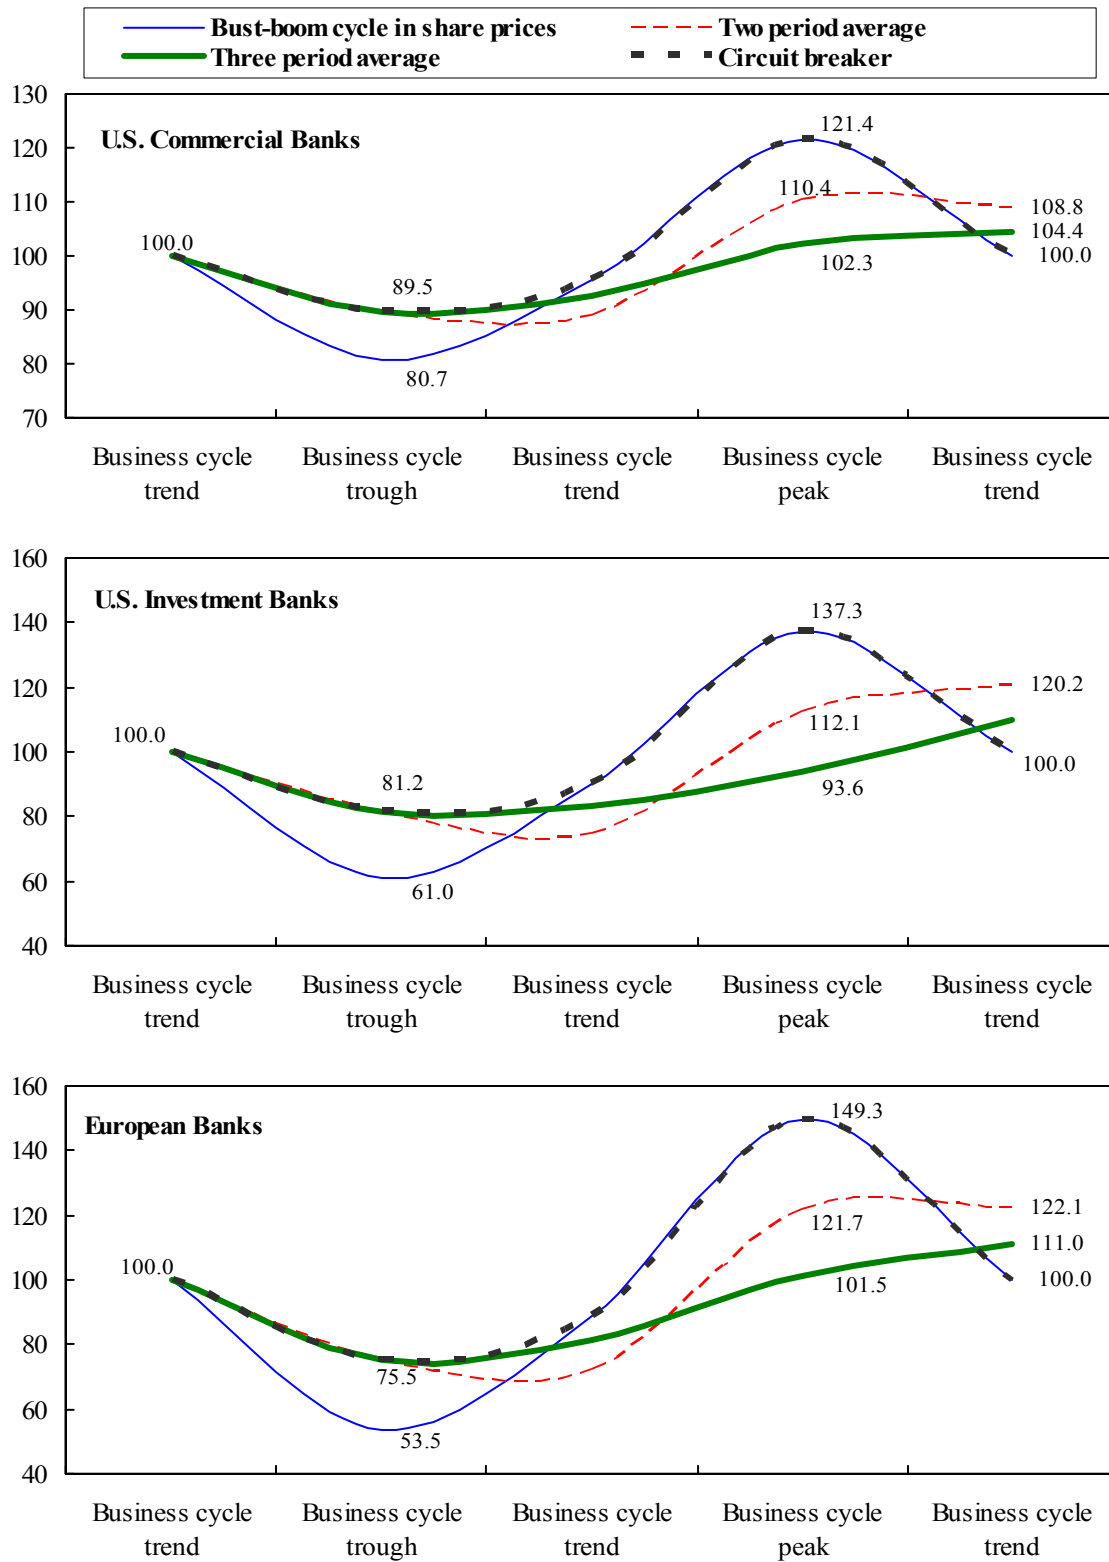 Bust-boom cycle in share prices
Two period average
Three period average
Circuit breaker
130
120
110
100
90
80
70
U.S. Commercial Banks
100.0
89.5
80.7
121.4
110.4
102.3
108.8
104.4
100.0
Business cycle trend
Business cycle trough
Business cycle trend
Business cycle peak
Business cycle trend
160
140
120
100
80
60
40
U.S. Investment Banks
100.0
81.2
61.0
137.3
112.1
93.6
120.2
100.0
Business cycle trend
Business cycle trough
Business cycle trend
Business cycle peak
Business cycle trend
160
140
120
100
80
60
40
European Banks
100.0
75.5
53.5
149.3
121.7
101.5
122.1
111.0
100.0
Business cycle trend
Business cycle trough
Business cycle trend
Business cycle peak
Business cycle trend